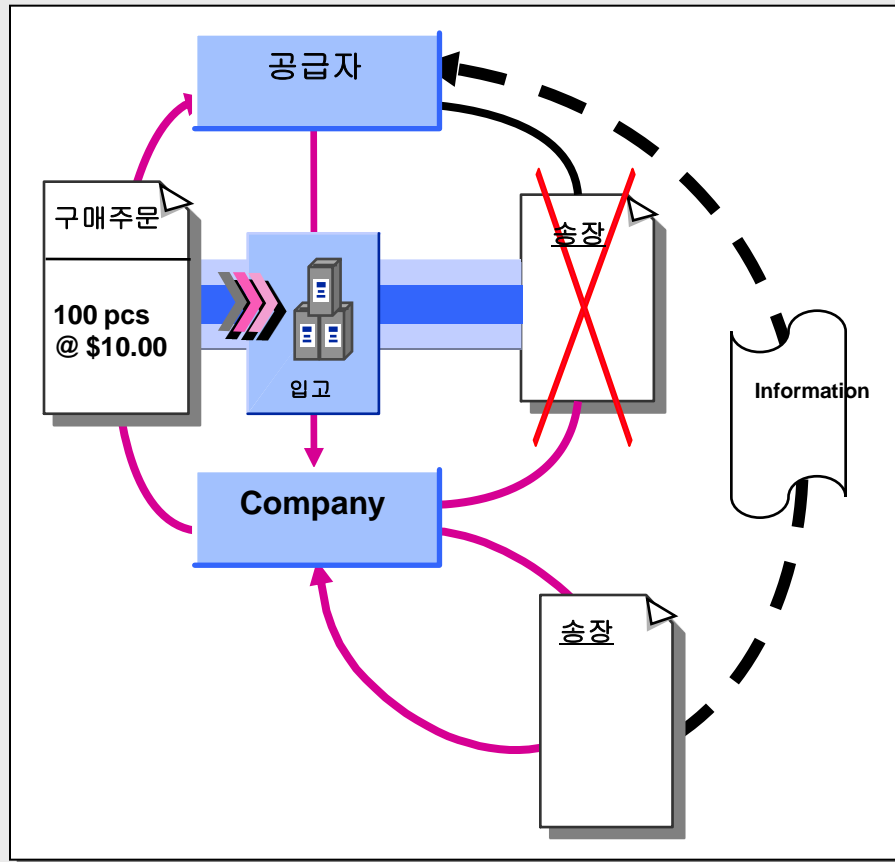 공급자
구매주문
100 pcs
@ $10.00
입고
송장
Information
Company
송장